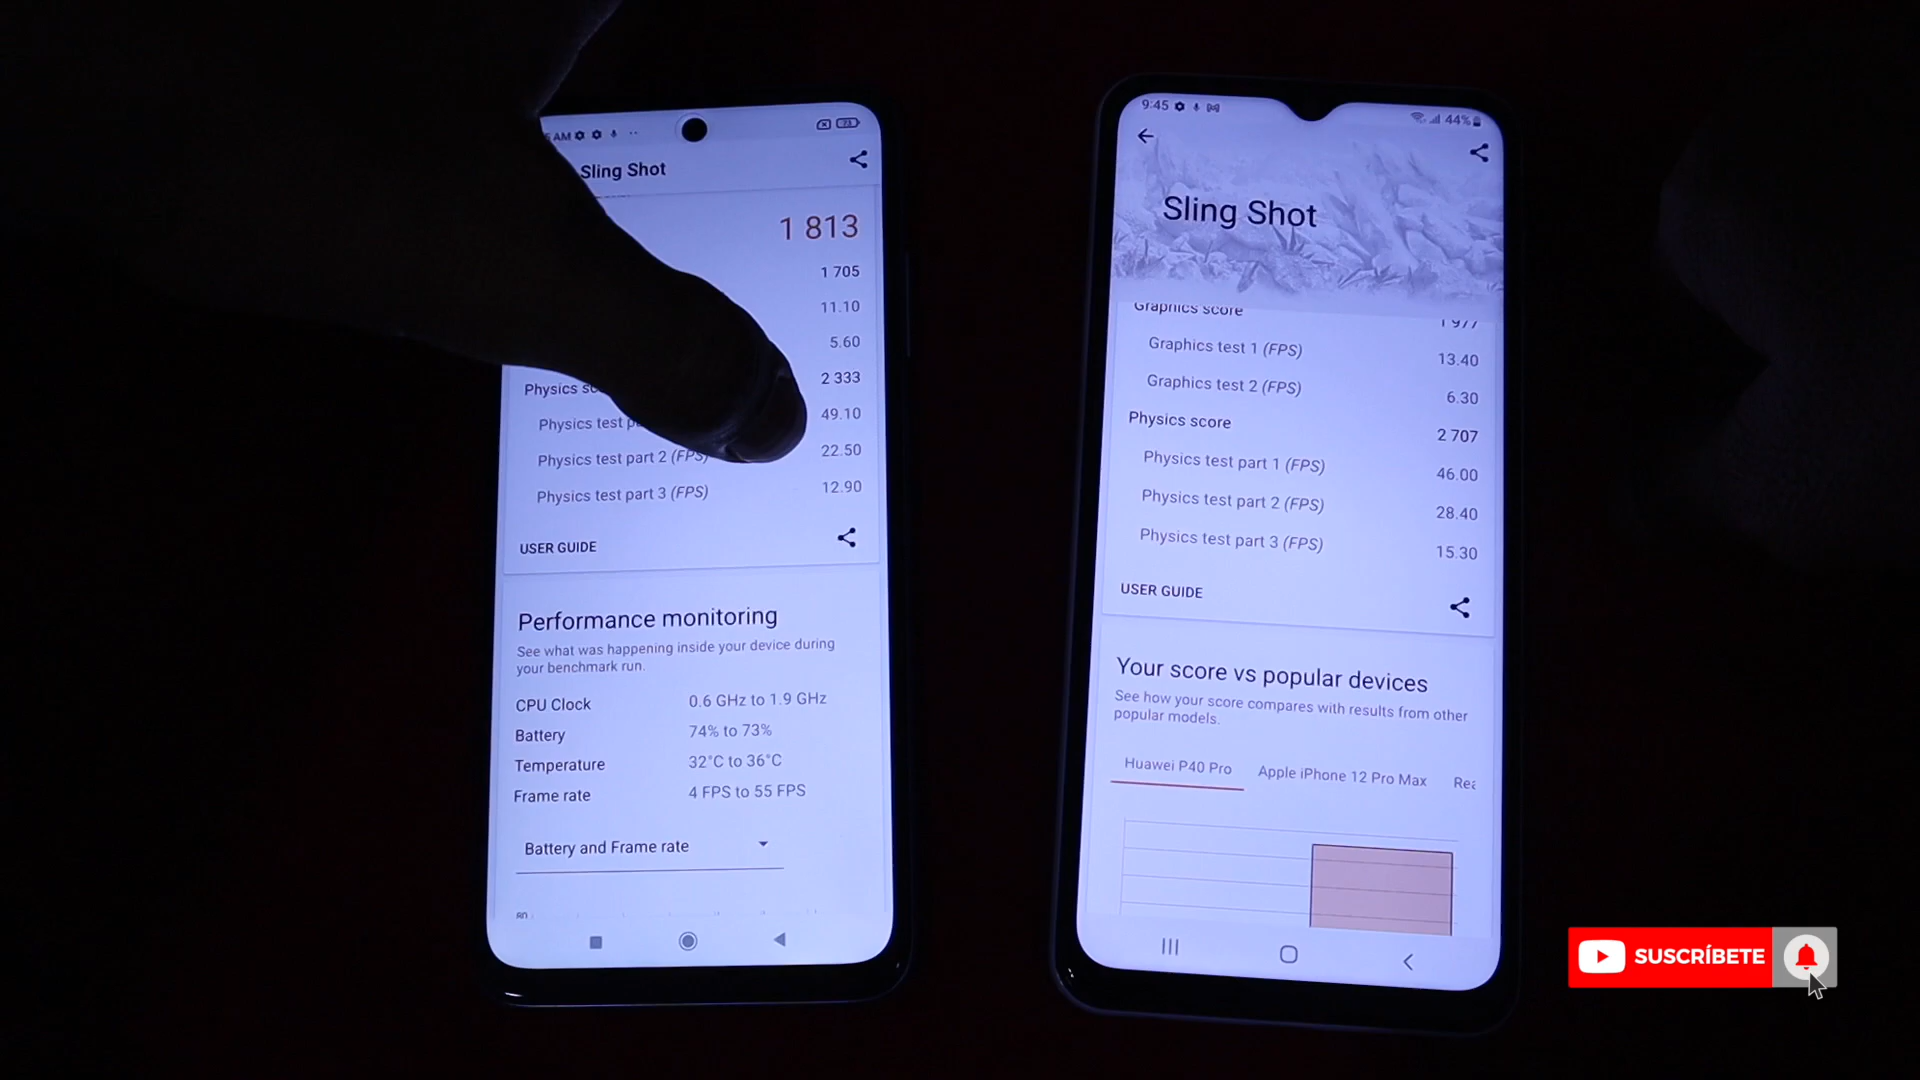 AM
73
Sling Shot
1 813
1 705
11.10
5.60
Physics 2 333
Physics test 49.10
Physics test part 2 (FPS) 22.50
Physics test part 3 (FPS) 12.90
USER GUIDE
Performance monitoring
See what was happening inside your device during
your benchmark run.
CPU Clock 0.6 GHz to 1.9 GHz
Battery 74% to 73%
Temperature 32°C to 36°C
Frame rate 4 FPS to 55 FPS
Battery and Frame rate
80
9:45 44%
Sling Shot
Graphics score 1 977
Graphics test 1 (FPS) 13.40
Graphics test 2 (FPS) 6.30
Physics score 2 707
Physics test part 1 (FPS) 46.00
Physics test part 2 (FPS) 28.40
Physics test part 3 (FPS) 15.30
USER GUIDE
Your score vs popular devices
See how your score compares with results from other
popular models.
Huawei P40 Pro Apple iPhone 12 Pro Max
SUSCRÍBETE